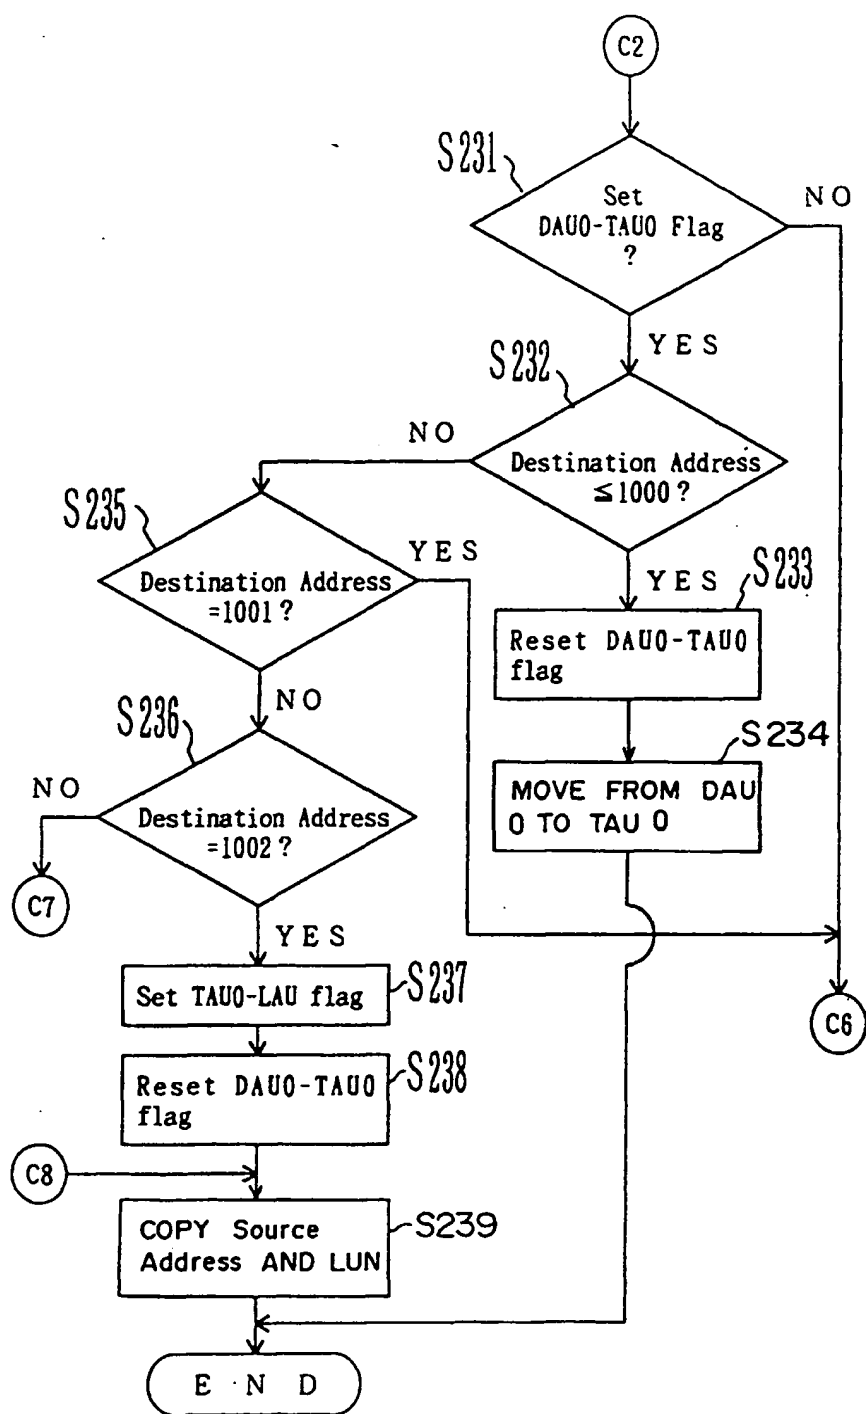 C2
S231
Set
DAU0-TAU0 Flag
?
NO
YES
S232
NO
Destination Address
≦1000?
S235
YES
YES
S233
Destination Address
=1001?
Reset DAU0-TAU0
flag
NO
S236
S234
NO
MOVE FROM DAU
0 TO TAU 0
Destination Address
=1002?
C7
YES
Set TAU0-LAU flag
S237
C6
Reset DAU0-TAU0
flag
S238
C8
COPY Source
Address AND LUN
S239
END